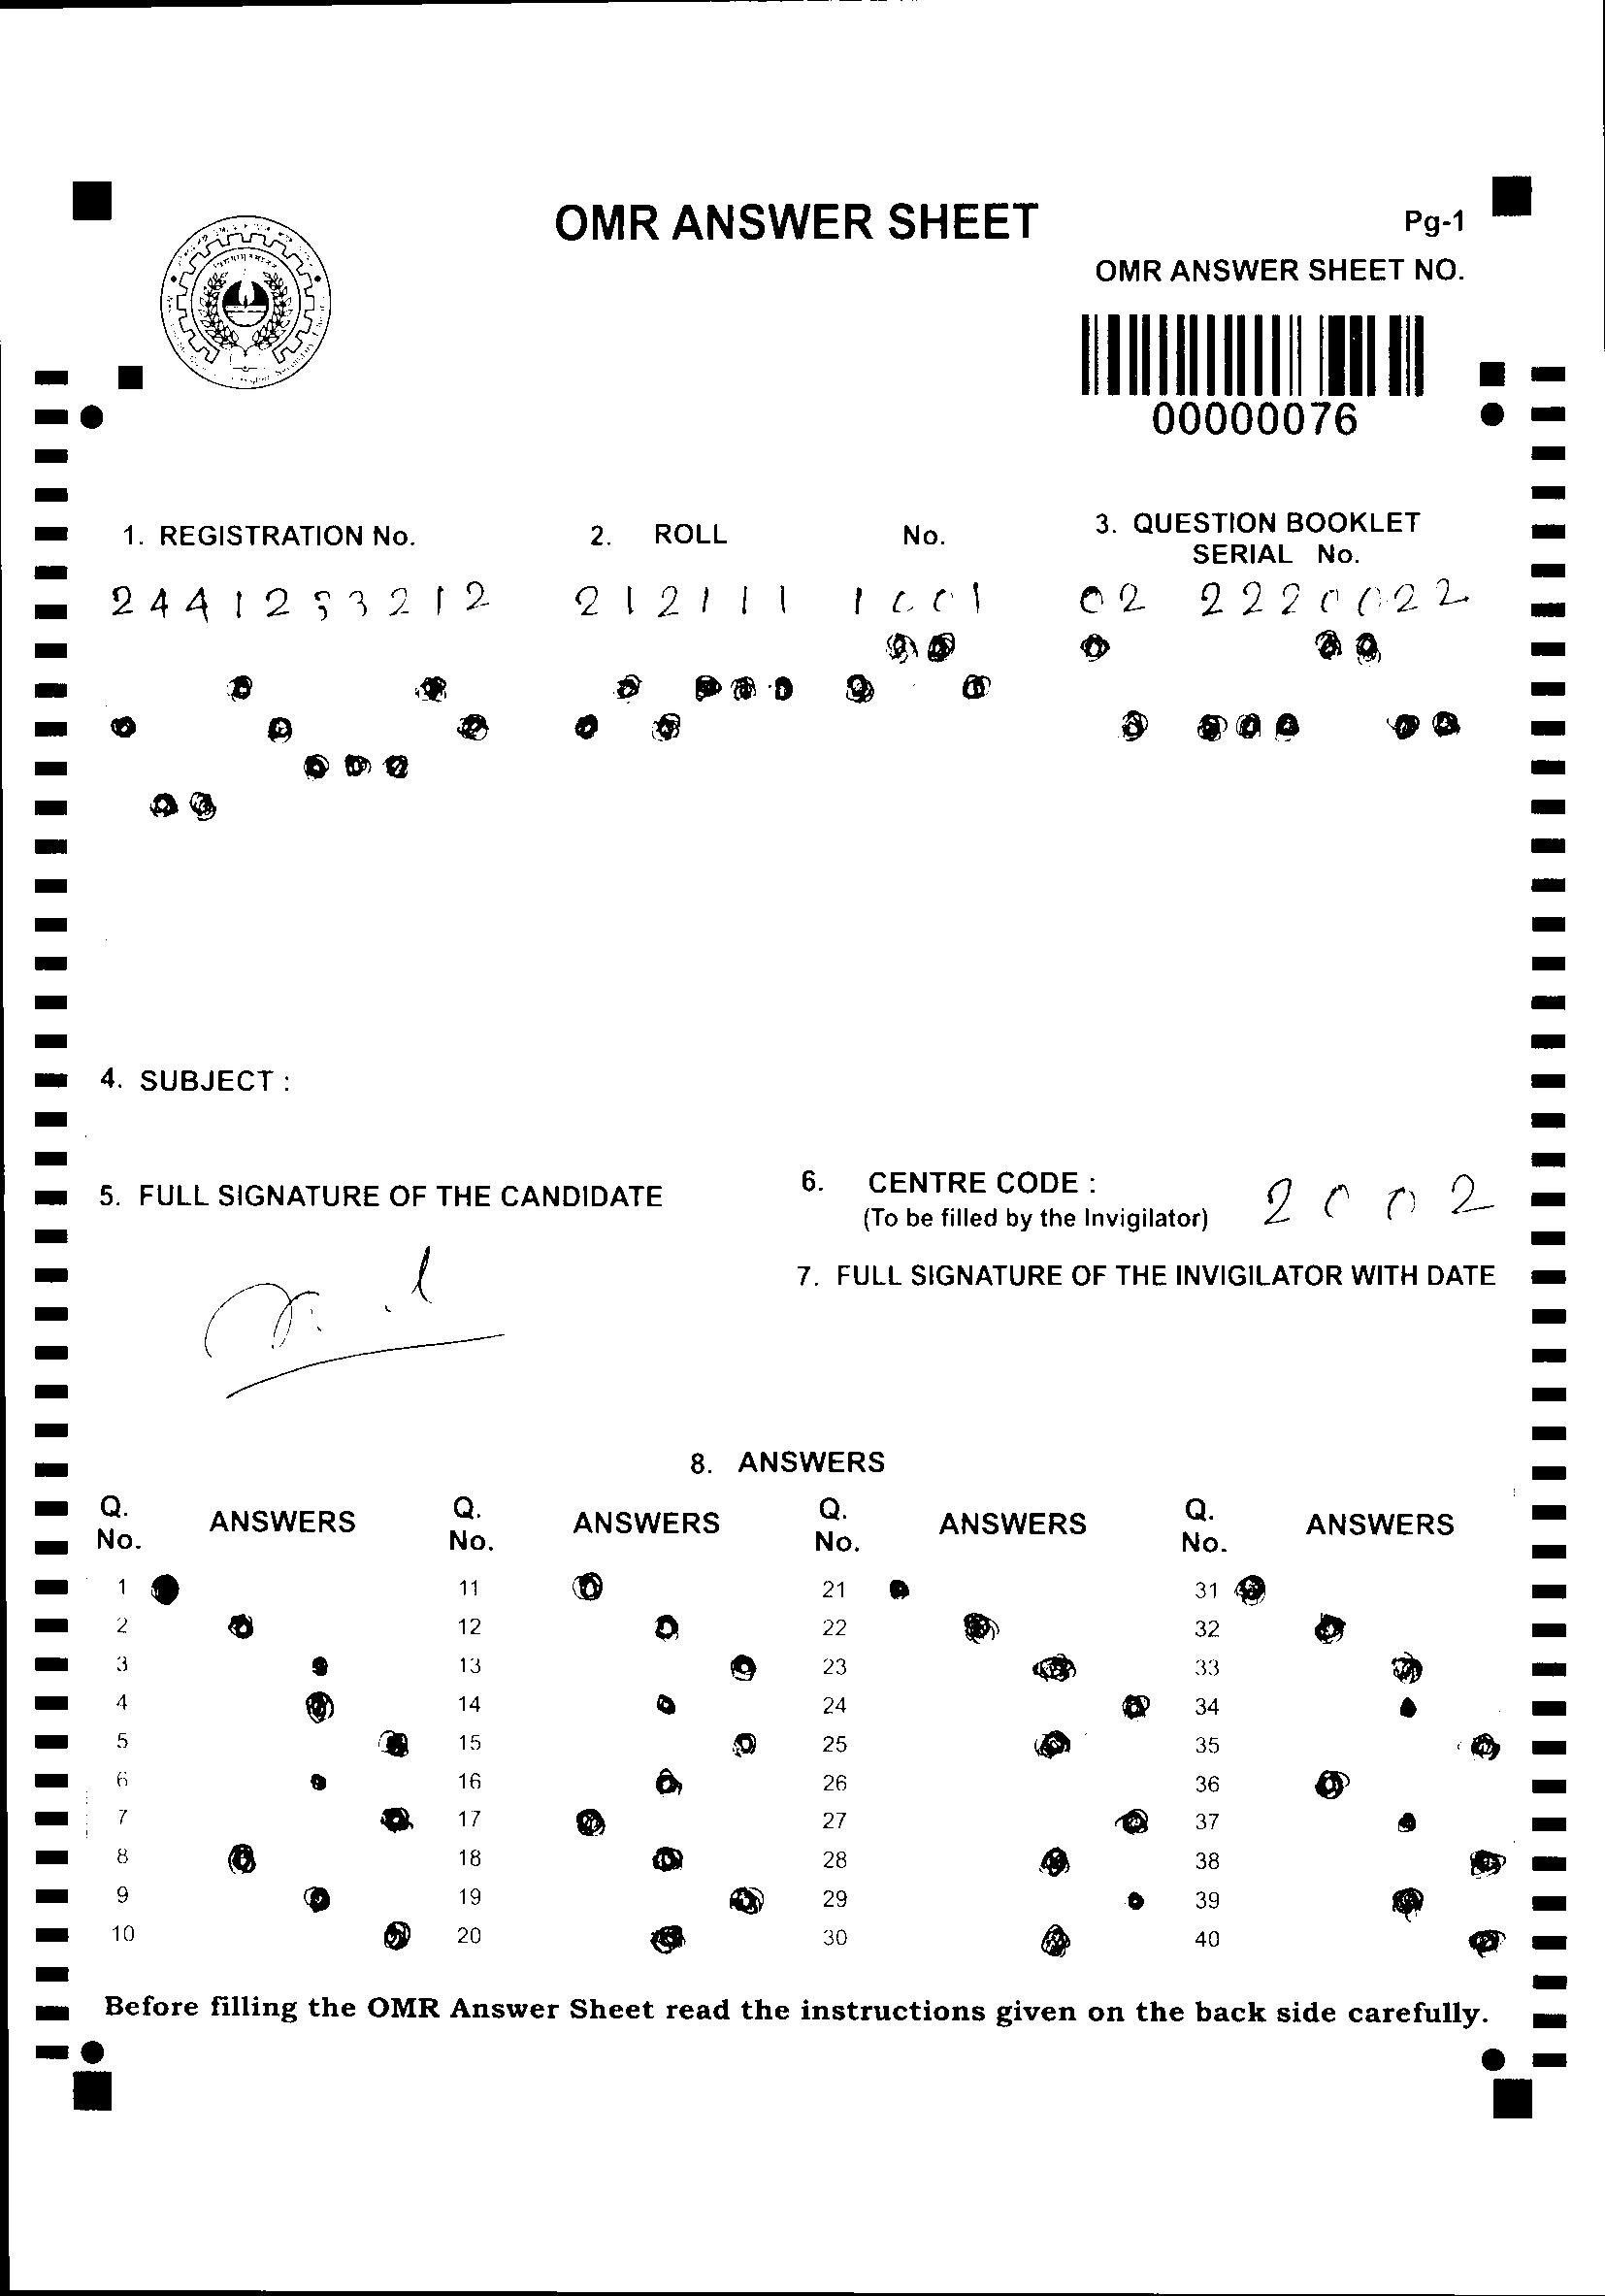 OMR ANSWER SHEET
Pg-1
OMR ANSWER SHEET NO.
00000076
1. REGISTRATION No.
2. ROLL No.
3. QUESTION BOOKLET
SERIAL No.
2441253212
212111 1001
02 2220022
4. SUBJECT :
5. FULL SIGNATURE OF THE CANDIDATE
6. CENTRE CODE :
(To be filled by the Invigilator)
2002
7. FULL SIGNATURE OF THE INVIGILATOR WITH DATE
8. ANSWERS
Q. No. ANSWERS Q. No. ANSWERS Q. No. ANSWERS Q. No. ANSWERS
1 11 21 31
2 12 22 32
3 13 23 33
4 14 24 34
5 15 25 35
6 16 26 36
7 17 27 37
8 18 28 38
9 19 29 39
10 20 30 40
Before filling the OMR Answer Sheet read the instructions given on the back side carefully.